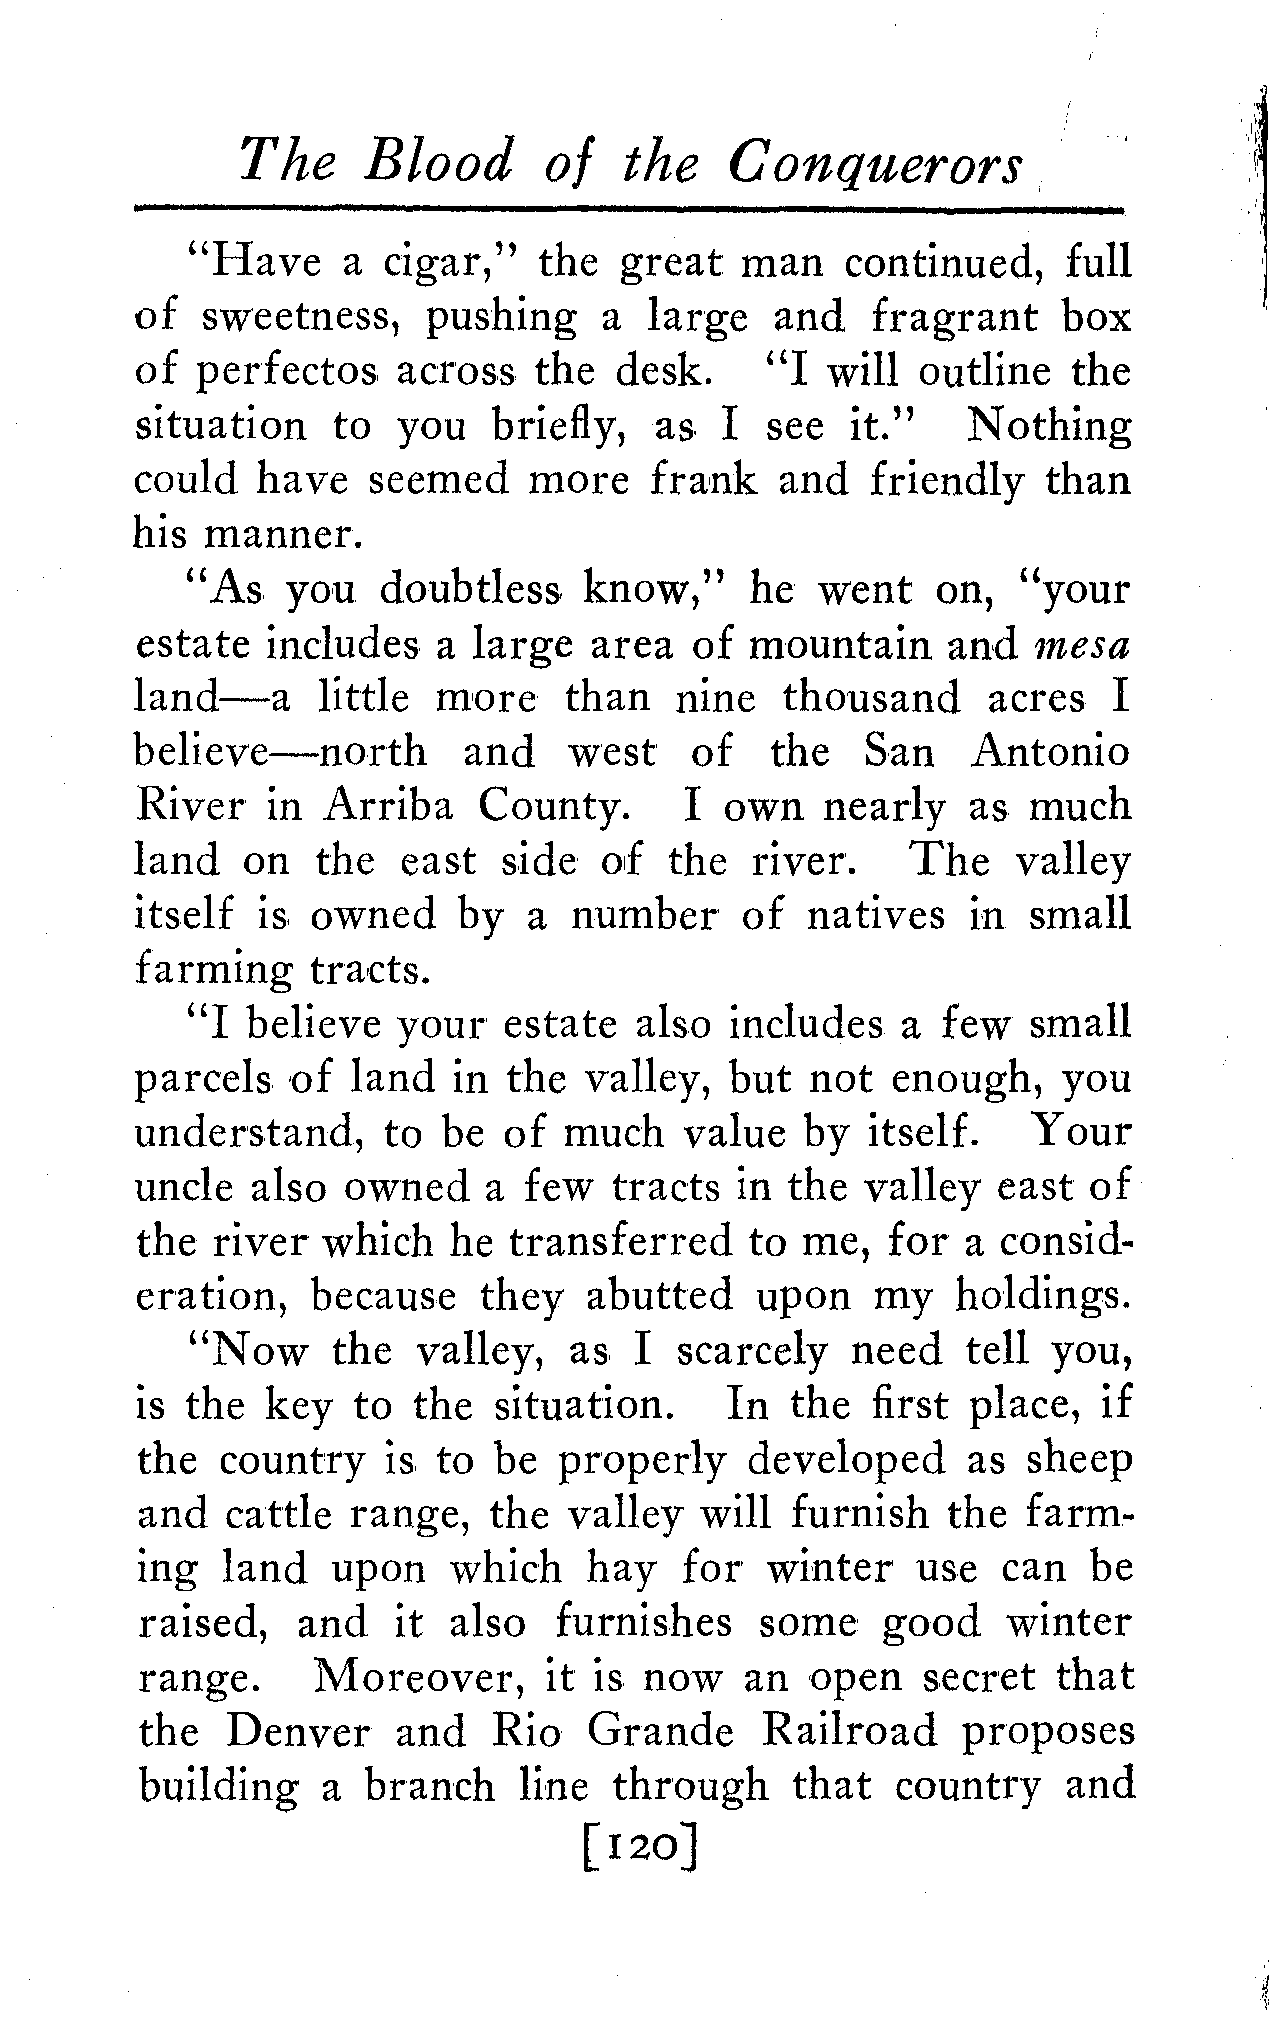 The Blood of the Conquerors
"Have a cigar," the great man continued, full
of sweetness, pushing a large and fragrant box
of perfectos across the desk. "I will outline the
situation to you briefly, as I see it." Nothing
could have seemed more frank and friendly than
his manner.
"As you doubtless know," he went on, "your
estate includes a large area of mountain and mesa
land—a little more than nine thousand acres I
believe—north and west of the San Antonio
River in Arriba County. I own nearly as much
land on the east side of the river. The valley
itself is owned by a number of natives in small
farming tracts.
"I believe your estate also includes a few small
parcels of land in the valley, but not enough, you
understand, to be of much value by itself. Your
uncle also owned a few tracts in the valley east of
the river which he transferred to me, for a consid-
eration, because they abutted upon my holdings.
"Now the valley, as I scarcely need tell you,
is the key to the situation. In the first place, if
the country is to be properly developed as sheep
and cattle range, the valley will furnish the farm-
ing land upon which hay for winter use can be
raised, and it also furnishes some good winter
range. Moreover, it is now an open secret that
the Denver and Rio Grande Railroad proposes
building a branch line through that country and
[120]